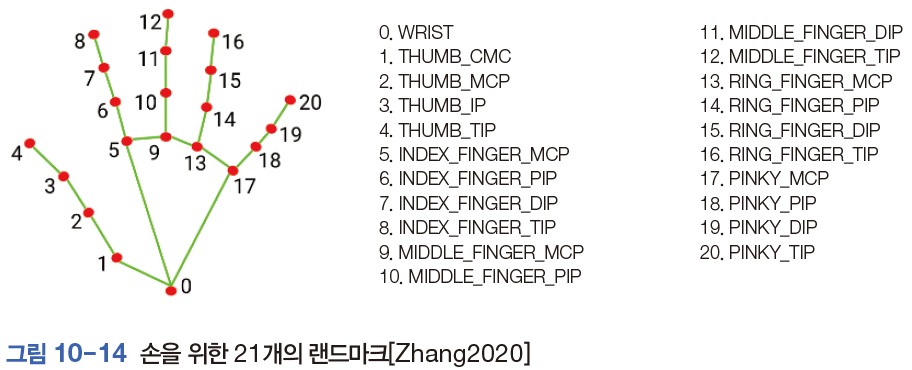 12
8
16
11
7
15
10
6
14
20
4
5
9
13
19
18
3
17
2
1
0
0. WRIST
1. THUMB_CMC
2. THUMB_MCP
3. THUMB_IP
4. THUMB_TIP
5. INDEX_FINGER_MCP
6. INDEX_FINGER_PIP
7. INDEX_FINGER_DIP
8. INDEX_FINGER_TIP
9. MIDDLE_FINGER_MCP
10. MIDDLE_FINGER_PIP
11. MIDDLE_FINGER_DIP
12. MIDDLE_FINGER_TIP
13. RING_FINGER_MCP
14. RING_FINGER_PIP
15. RING_FINGER_DIP
16. RING_FINGER_TIP
17. PINKY_MCP
18. PINKY_PIP
19. PINKY_DIP
20. PINKY_TIP
그림 10-14 손을 위한 21개의 랜드마크[Zhang2020]